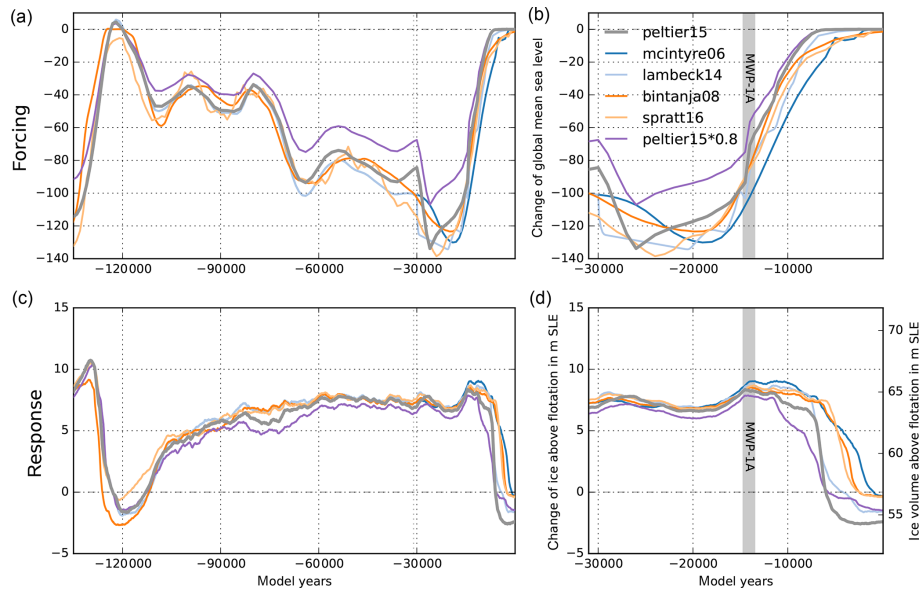 (a)
0
−20
−40
−60
−80
−100
−120
−140
Forcing
−120000
−90000
−60000
−30000
(b)
0
−20
−40
−60
−80
−100
−120
−140
Change of global mean sea level
peltier15
mcintyre06
lambeck14
bintanja08
spratt16
peltier15*0.8
MWP-1A
−30000
−20000
−10000
(c)
15
10
5
0
−5
Response
−120000
−90000
−60000
−30000
Model years
(d)
15
10
5
0
−5
Change of ice above flotation in m SLE
MWP-1A
70
65
60
55
Ice volume above flotation in m SLE
−30000
−20000
−10000
Model years